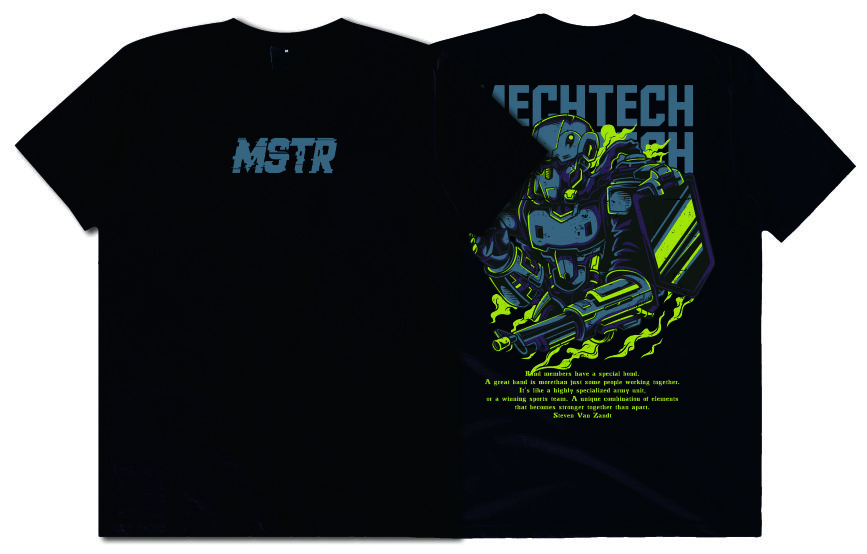 MSTR
MECHTECH
Band members have a special bond.
A great band is morethan just some people working together.
It's like a highly specialized army unit,
or a winning sports team. A unique combination of elements
that becomes stronger together than apart.
Steven Van Zandt